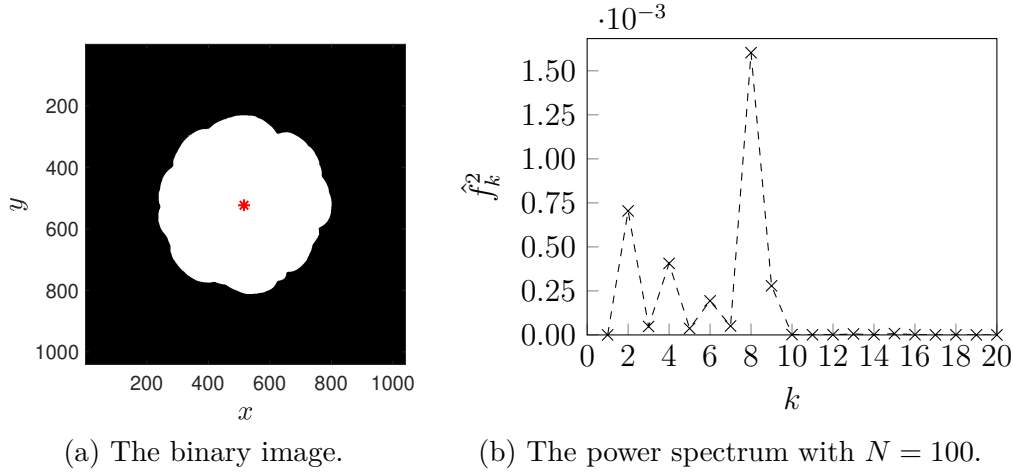 200
400
600
800
1000
y
200 400 600 800 1000
x
(a) The binary image.
·10⁻³
1.50
1.25
1.00
0.75
0.50
0.25
0.00
f̂²ₖ
0 2 4 6 8 10 12 14 16 18 20
k
(b) The power spectrum with N = 100.